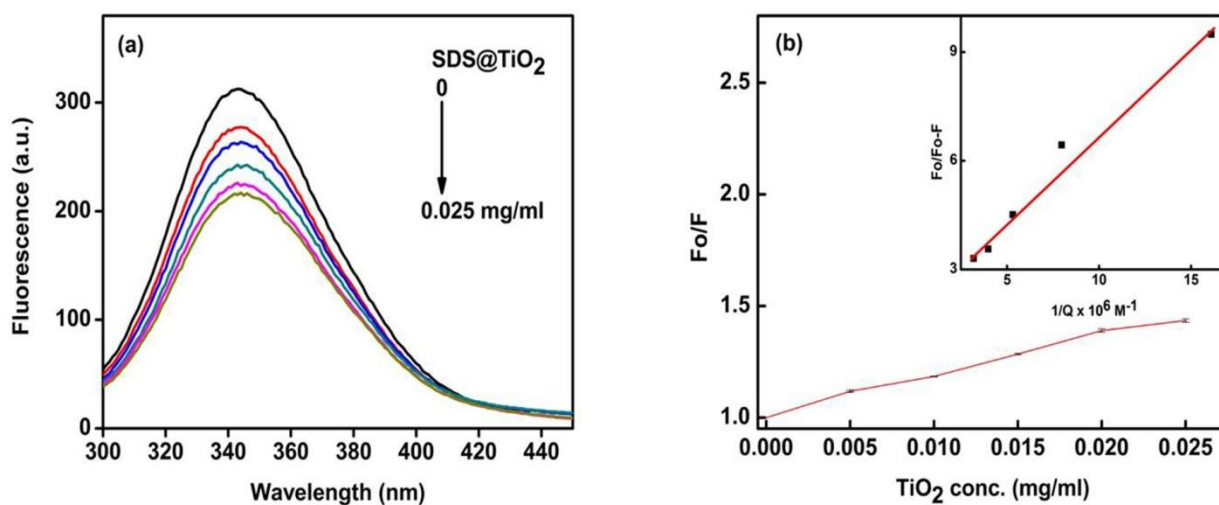 (a)
SDS@TiO₂
0
0.025 mg/ml
300
200
100
0
300 320 340 360 380 400 420 440
Fluorescence (a.u.)
Wavelength (nm)
(b)
2.5
2.0
1.5
1.0
0.000 0.005 0.010 0.015 0.020 0.025
Fo/F
TiO₂ conc. (mg/ml)
9
6
3
5 10 15
Fo/Fo-F
1/Q x 10⁶ M⁻¹